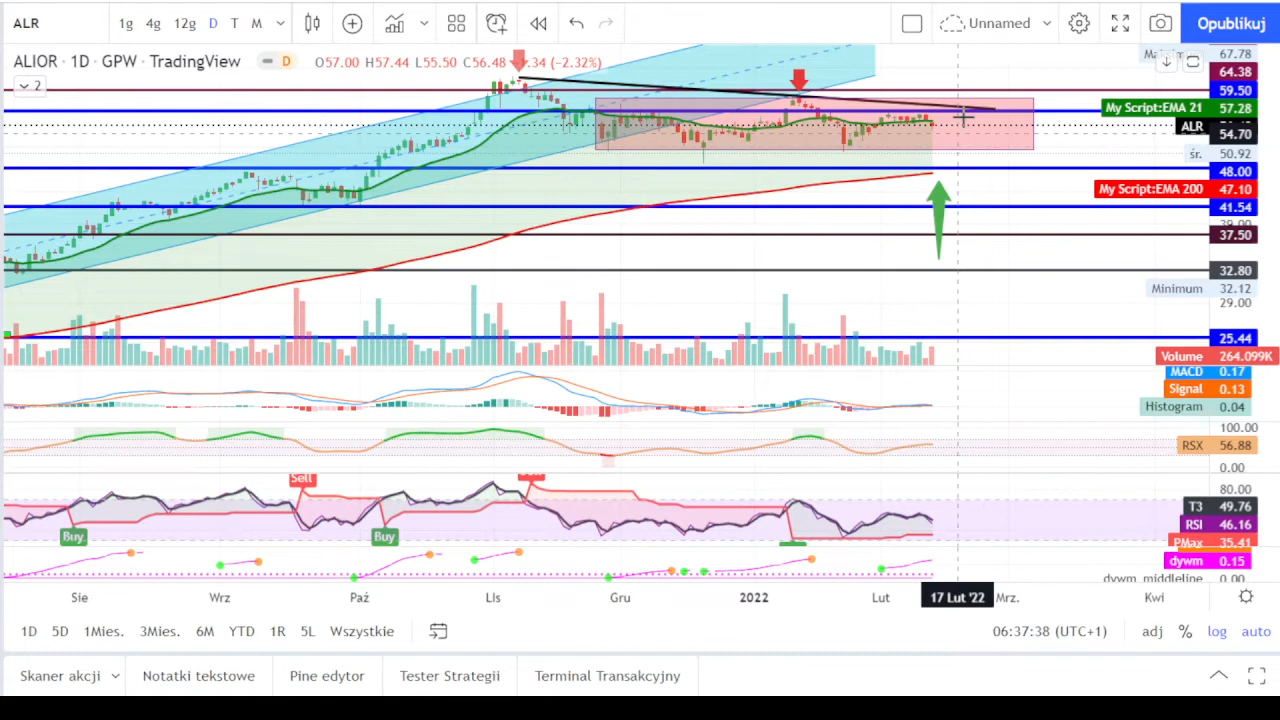 ALR 1g 4g 12g D T M Unnamed Opublikuj
ALIOR · 1D · GPW · TradingView D O57.00 H57.44 L55.50 C56.48 −1.34 (−2.32%)
2
67.78
64.38
59.50
My Script:EMA 21 57.28
ALR
54.70
śr. 50.92
48.00
My Script:EMA 200 47.10
41.54
37.50
32.80
Minimum 32.12
29.00
25.44
Volume 264.099K
MACD 0.17
Signal 0.13
Histogram 0.04
100.00
RSX 56.88
0.00
Sell
80.00
T3 49.76
RSI 46.16
Buy Buy
PMax 35.41
dywm 0.15
dywm_middleline 0.00
Sie Wrz Paź Lis Gru 2022 Lut 17 Lut '22 Mrz. Kwi
1D 5D 1Mies. 3Mies. 6M YTD 1R 5L Wszystkie 06:37:38 (UTC+1) adj % log auto
Skaner akcji Notatki tekstowe Pine edytor Tester Strategii Terminal Transakcyjny